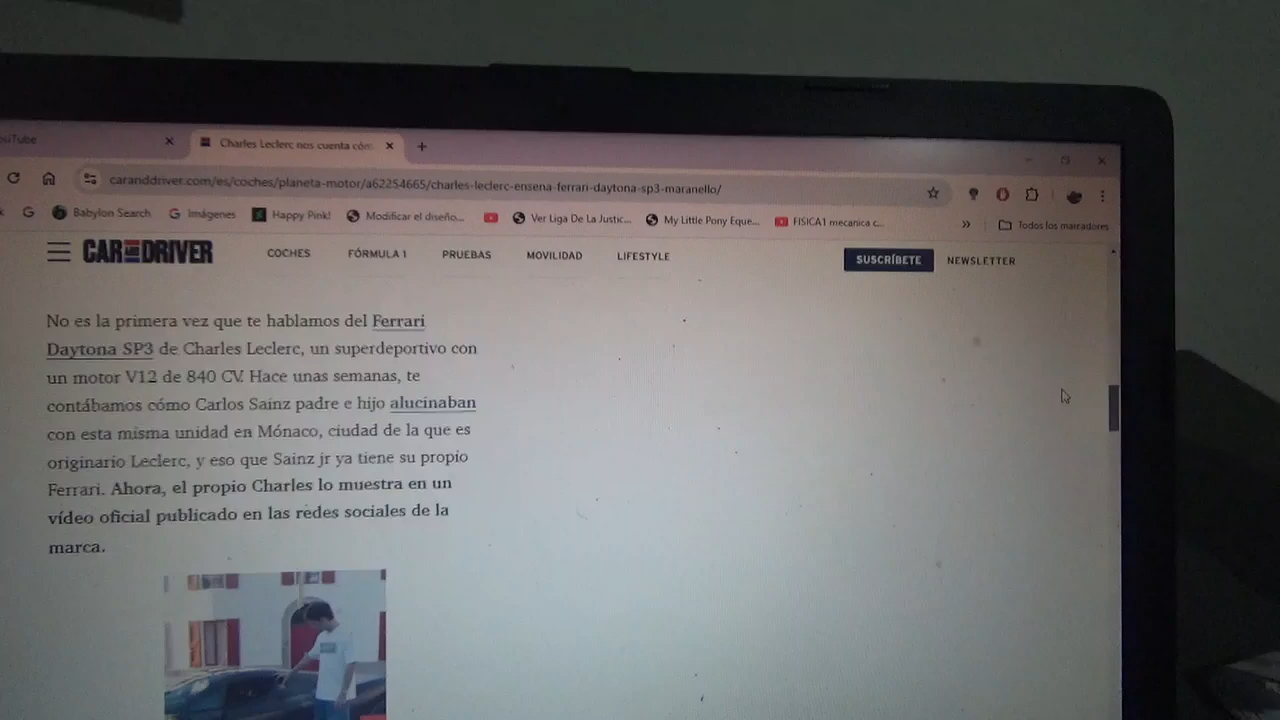 ouTube
Charles Leclerc nos cuenta cóm
caranddriver.com/es/coches/planeta-motor/a62254665/charles-leclerc-ensena-ferrari-daytona-sp3-maranello/
Babylon Search Imágenes Happy Pink! Modificar el diseño... Ver Liga De La Justic... My Little Pony Eque... FISICA1 mecanica c... Todos los marcadores
CAR AND DRIVER COCHES FÓRMULA 1 PRUEBAS MOVILIDAD LIFESTYLE SUSCRÍBETE NEWSLETTER
No es la primera vez que te hablamos del Ferrari
Daytona SP3 de Charles Leclerc, un superdeportivo con
un motor V12 de 840 CV. Hace unas semanas, te
contábamos cómo Carlos Sainz padre e hijo alucinaban
con esta misma unidad en Mónaco, ciudad de la que es
originario Leclerc, y eso que Sainz jr ya tiene su propio
Ferrari. Ahora, el propio Charles lo muestra en un
vídeo oficial publicado en las redes sociales de la
marca.